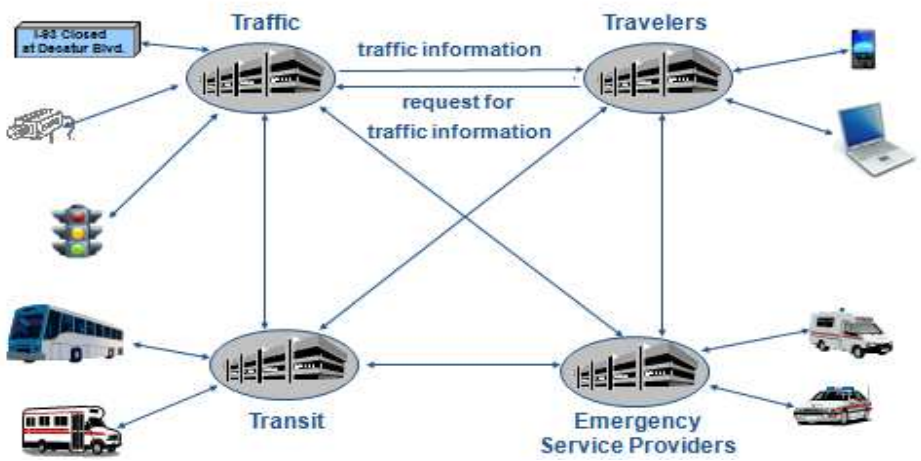 Traffic
Travelers
I-93 Closed
at Decatur Blvd.
traffic information
request for
traffic information
Transit
Emergency
Service Providers